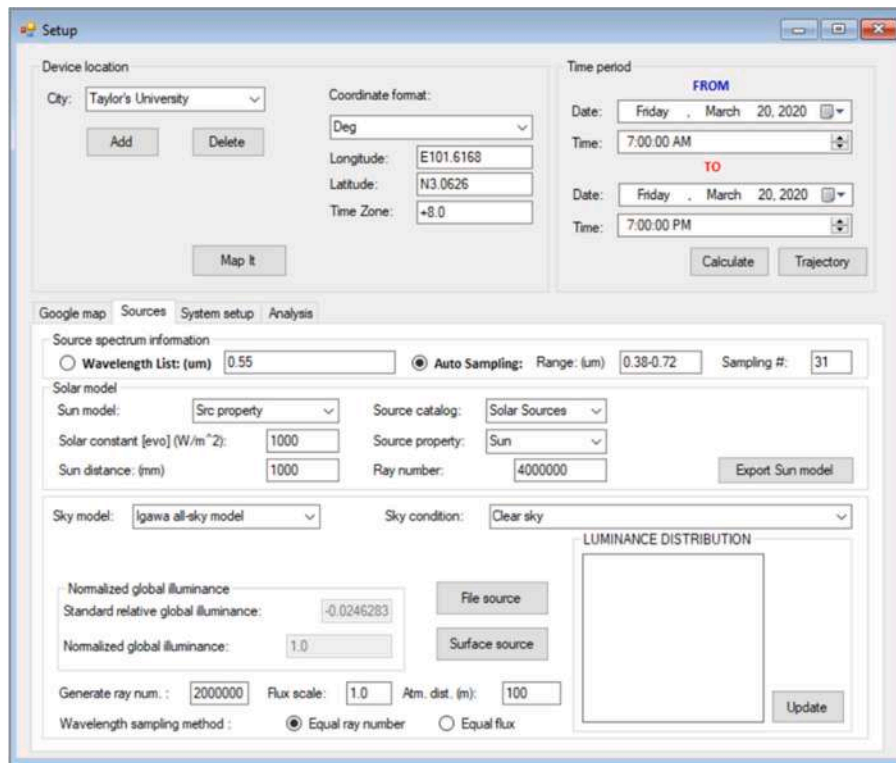 Setup
Device location
City: Taylor's University
Add Delete
Coordinate format:
Deg
Longitude: E101.6168
Latitude: N3.0626
Time Zone: +8.0
Map It
Time period
FROM
Date: Friday , March 20, 2020
Time: 7:00:00 AM
TO
Date: Friday , March 20, 2020
Time: 7:00:00 PM
Calculate Trajectory
Google map Sources System setup Analysis
Source spectrum information
Wavelength List: (um) 0.55 Auto Sampling: Range: (um) 0.38-0.72 Sampling #: 31
Solar model
Sun model: Src property Source catalog: Solar Sources
Solar constant [evo] (W/m^2): 1000 Source property: Sun
Sun distance: (mm) 1000 Ray number: 4000000 Export Sun model
Sky model: Igawa all-sky model Sky condition: Clear sky
LUMINANCE DISTRIBUTION
Normalized global illuminance
Standard relative global illuminance: -0.0246283
Normalized global illuminance: 1.0
File source
Surface source
Generate ray num. : 2000000 Flux scale: 1.0 Atm. dist. (m): 100
Wavelength sampling method : Equal ray number Equal flux
Update